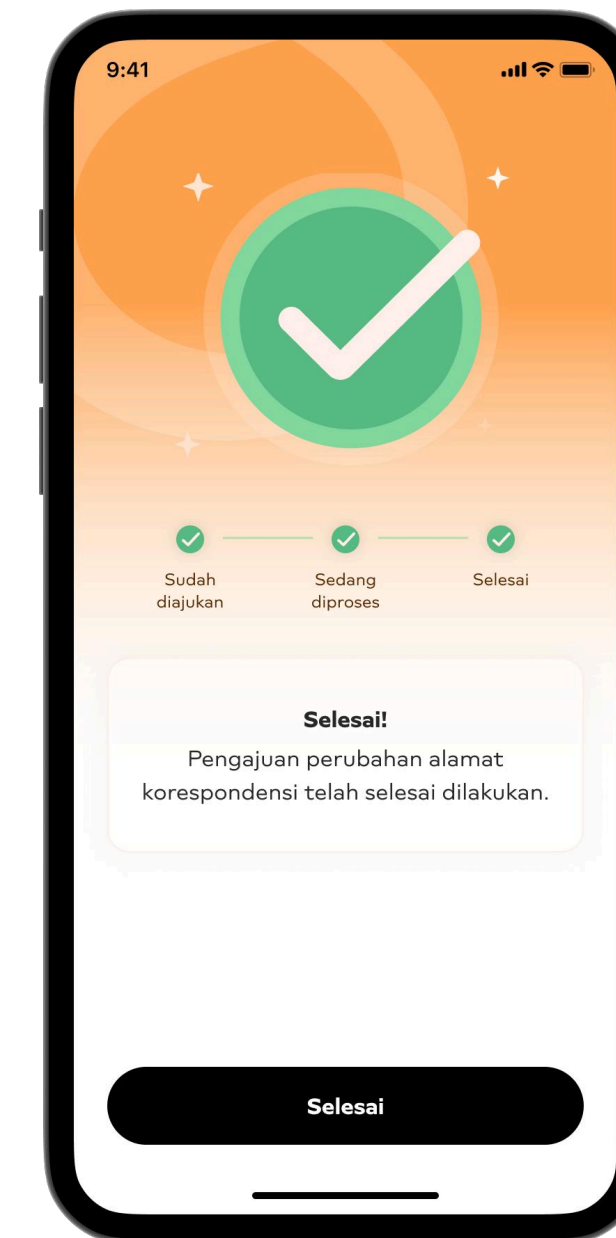 9:41
Sudah
diajukan
Sedang
diproses
Selesai
Selesai!
Pengajuan perubahan alamat
korespondensi telah selesai dilakukan.
Selesai